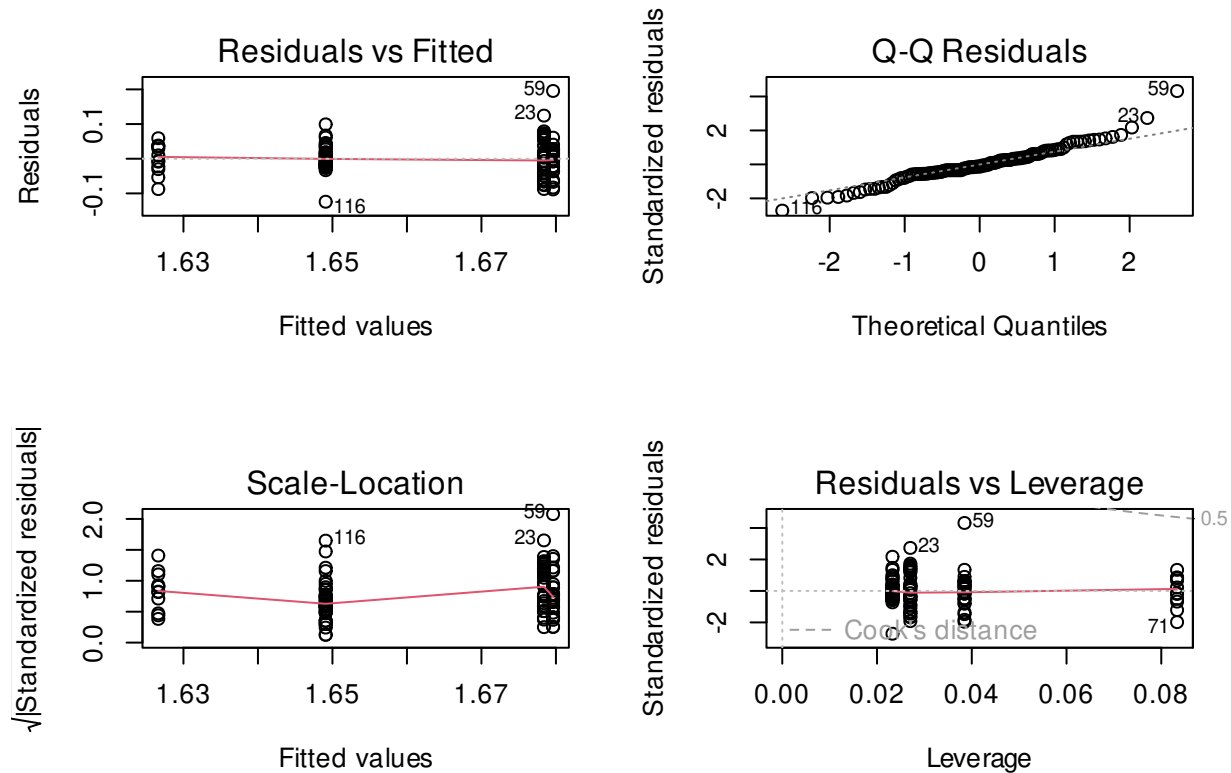 Residuals vs Fitted
Residuals
0.1
-0.1
59
23
116
1.63 1.65 1.67
Fitted values
Q-Q Residuals
Standardized residuals
2
-2
59
23
116
-2 -1 0 1 2
Theoretical Quantiles
Scale-Location
√|Standardized residuals|
2.0
1.0
0.0
59
23
116
1.63 1.65 1.67
Fitted values
Residuals vs Leverage
Standardized residuals
2
-2
59
23
71
0.5
Cook's distance
0.00 0.02 0.04 0.06 0.08
Leverage